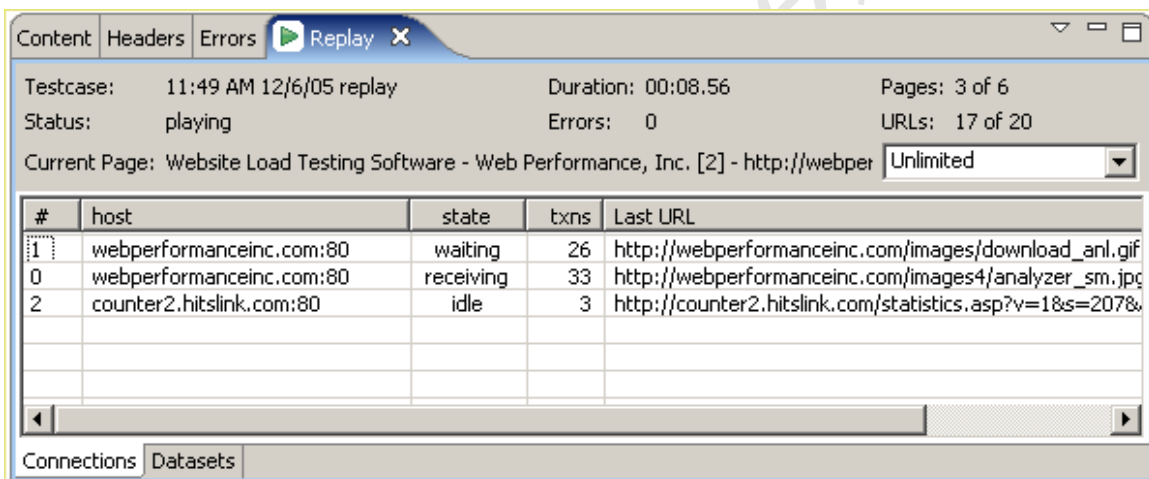 Content Headers Errors Replay
Testcase: 11:49 AM 12/6/05 replay Duration: 00:08.56 Pages: 3 of 6
Status: playing Errors: 0 URLs: 17 of 20
Current Page: Website Load Testing Software - Web Performance, Inc. [2] - http://webper Unlimited
# host state txns Last URL
1 webperformanceinc.com:80 waiting 26 http://webperformanceinc.com/images/download_anl.gif
0 webperformanceinc.com:80 receiving 33 http://webperformanceinc.com/images4/analyzer_sm.jpg
2 counter2.hitslink.com:80 idle 3 http://counter2.hitslink.com/statistics.asp?v=1&s=207&
Connections Datasets